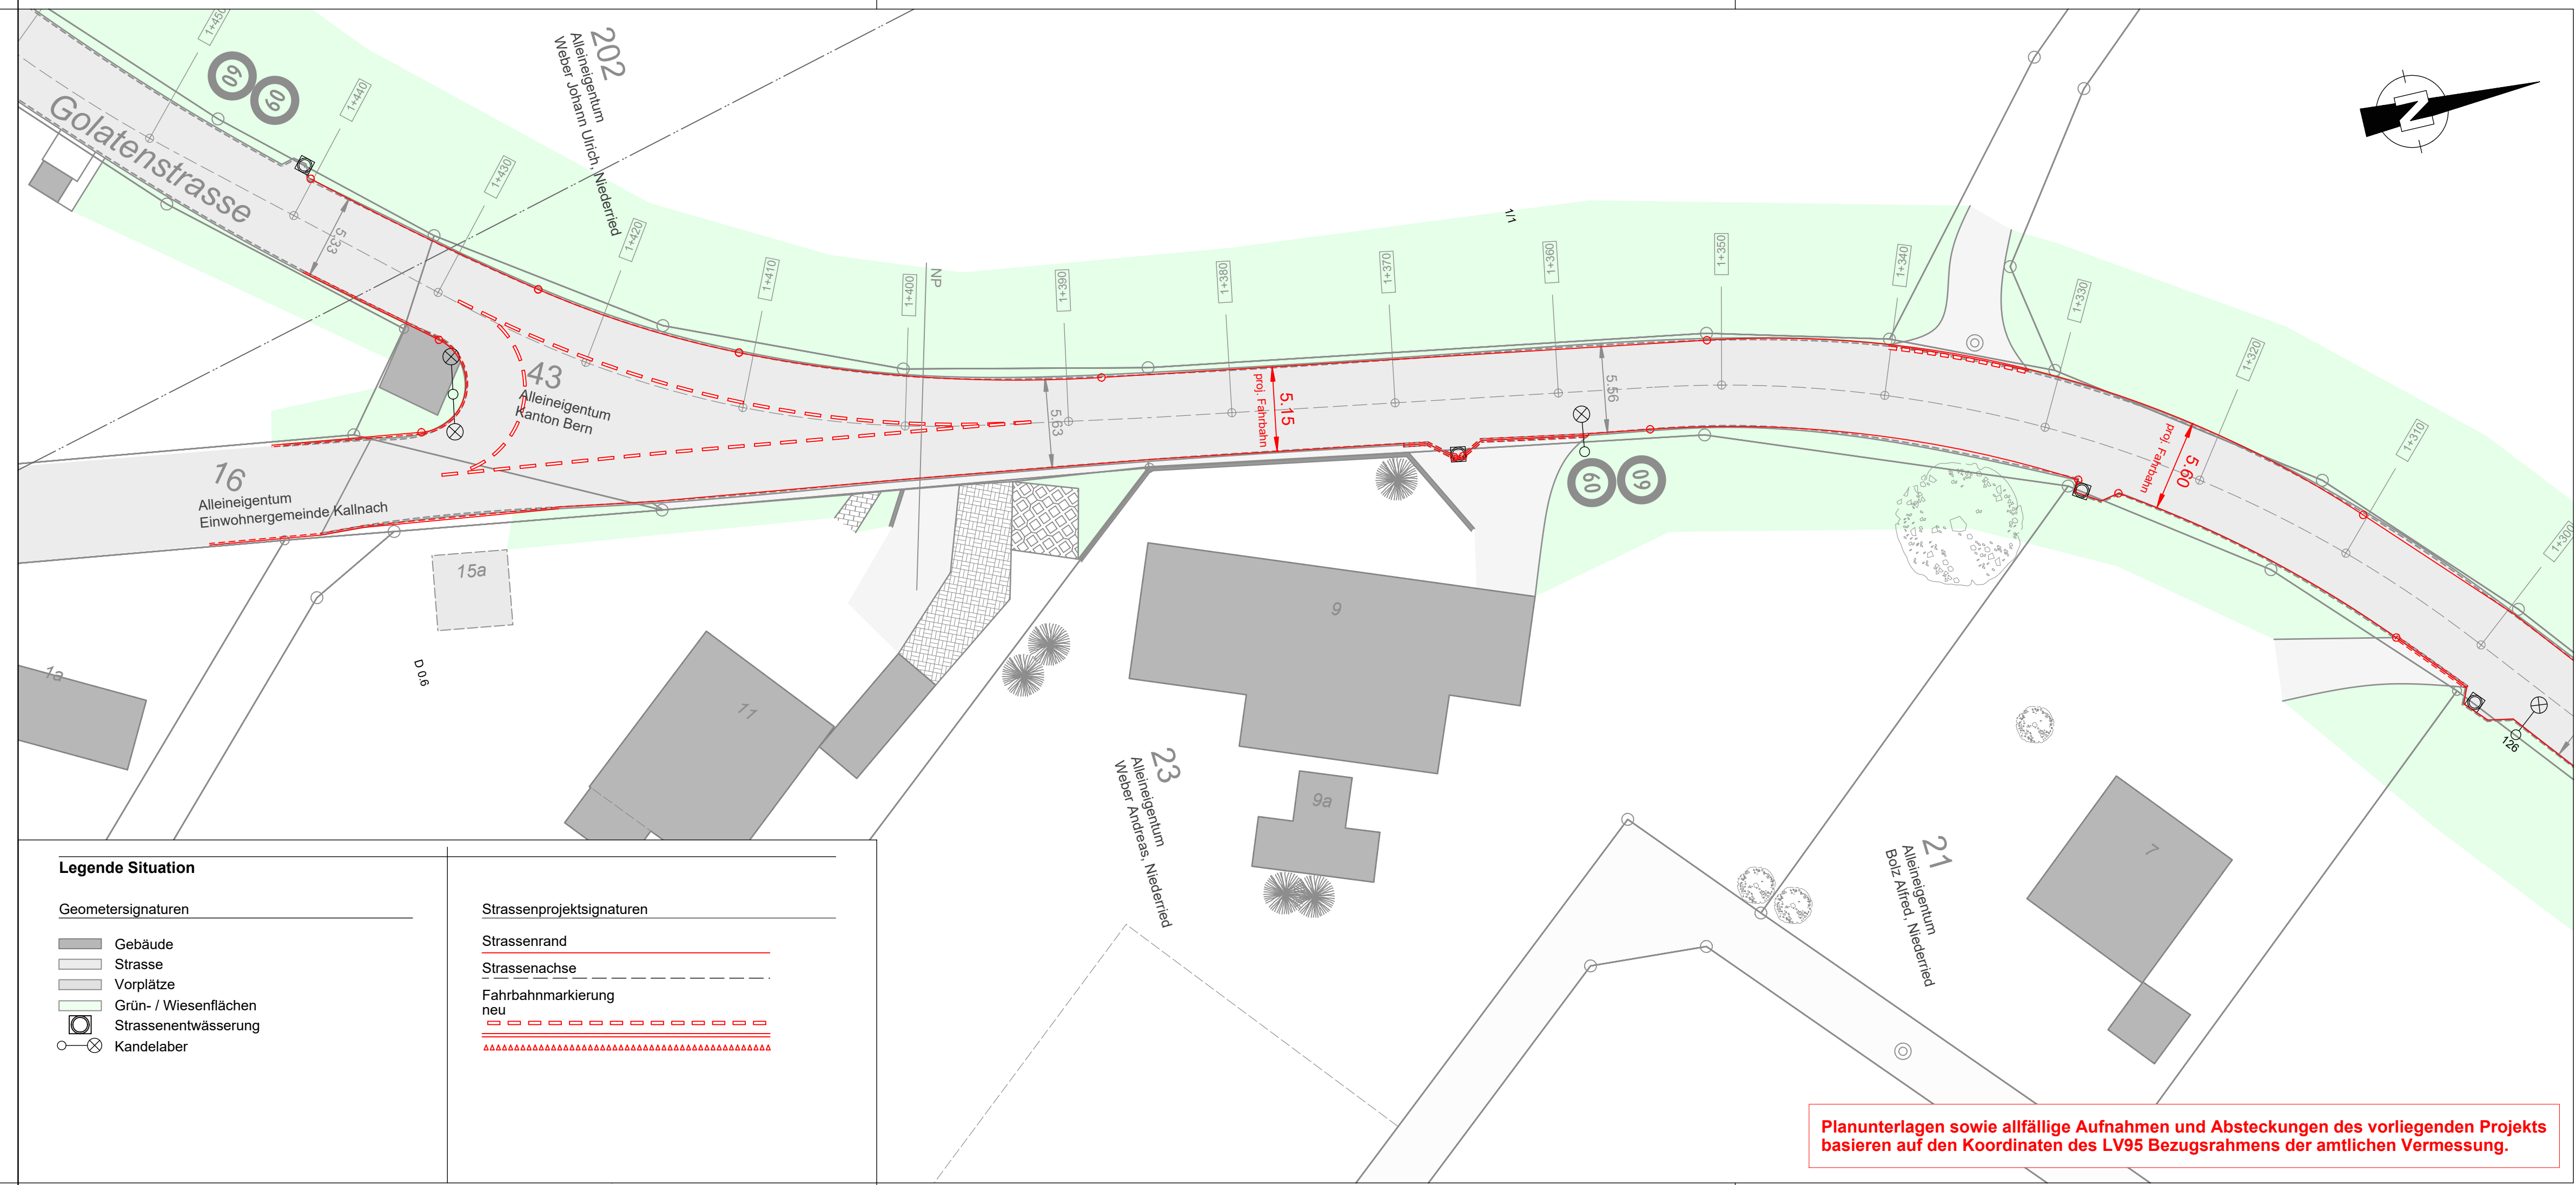 1+450
60
60
1+440
Golatenstrasse
5.33
1+430
202
Alleineigentum
Weber Johann Ulrich, Niederried
1+420
1+410
1+400
NP
1+390
1+380
1+370
1/1
1+360
1+350
1+340
1+330
1+320
1+310
1+300
N
43
Alleineigentum
Kanton Bern
5.63
5.15
proj. Fahrbahn
5.56
60
60
5.60
proj. Fahrbahn
16
Alleineigentum
Einwohnergemeinde Kallnach
15a
1a
D 0.6
11
9
9a
23
Alleineigentum
Weber Andreas, Niederried
21
Alleineigentum
Bolz Alfred, Niederried
7
126
Legende Situation
Geometersignaturen
Gebäude
Strasse
Vorplätze
Grün- / Wiesenflächen
Strassenentwässerung
Kandelaber
Strassenprojektsignaturen
Strassenrand
Strassenachse
Fahrbahnmarkierung
neu
Planunterlagen sowie allfällige Aufnahmen und Absteckungen des vorliegenden Projekts
basieren auf den Koordinaten des LV95 Bezugsrahmens der amtlichen Vermessung.